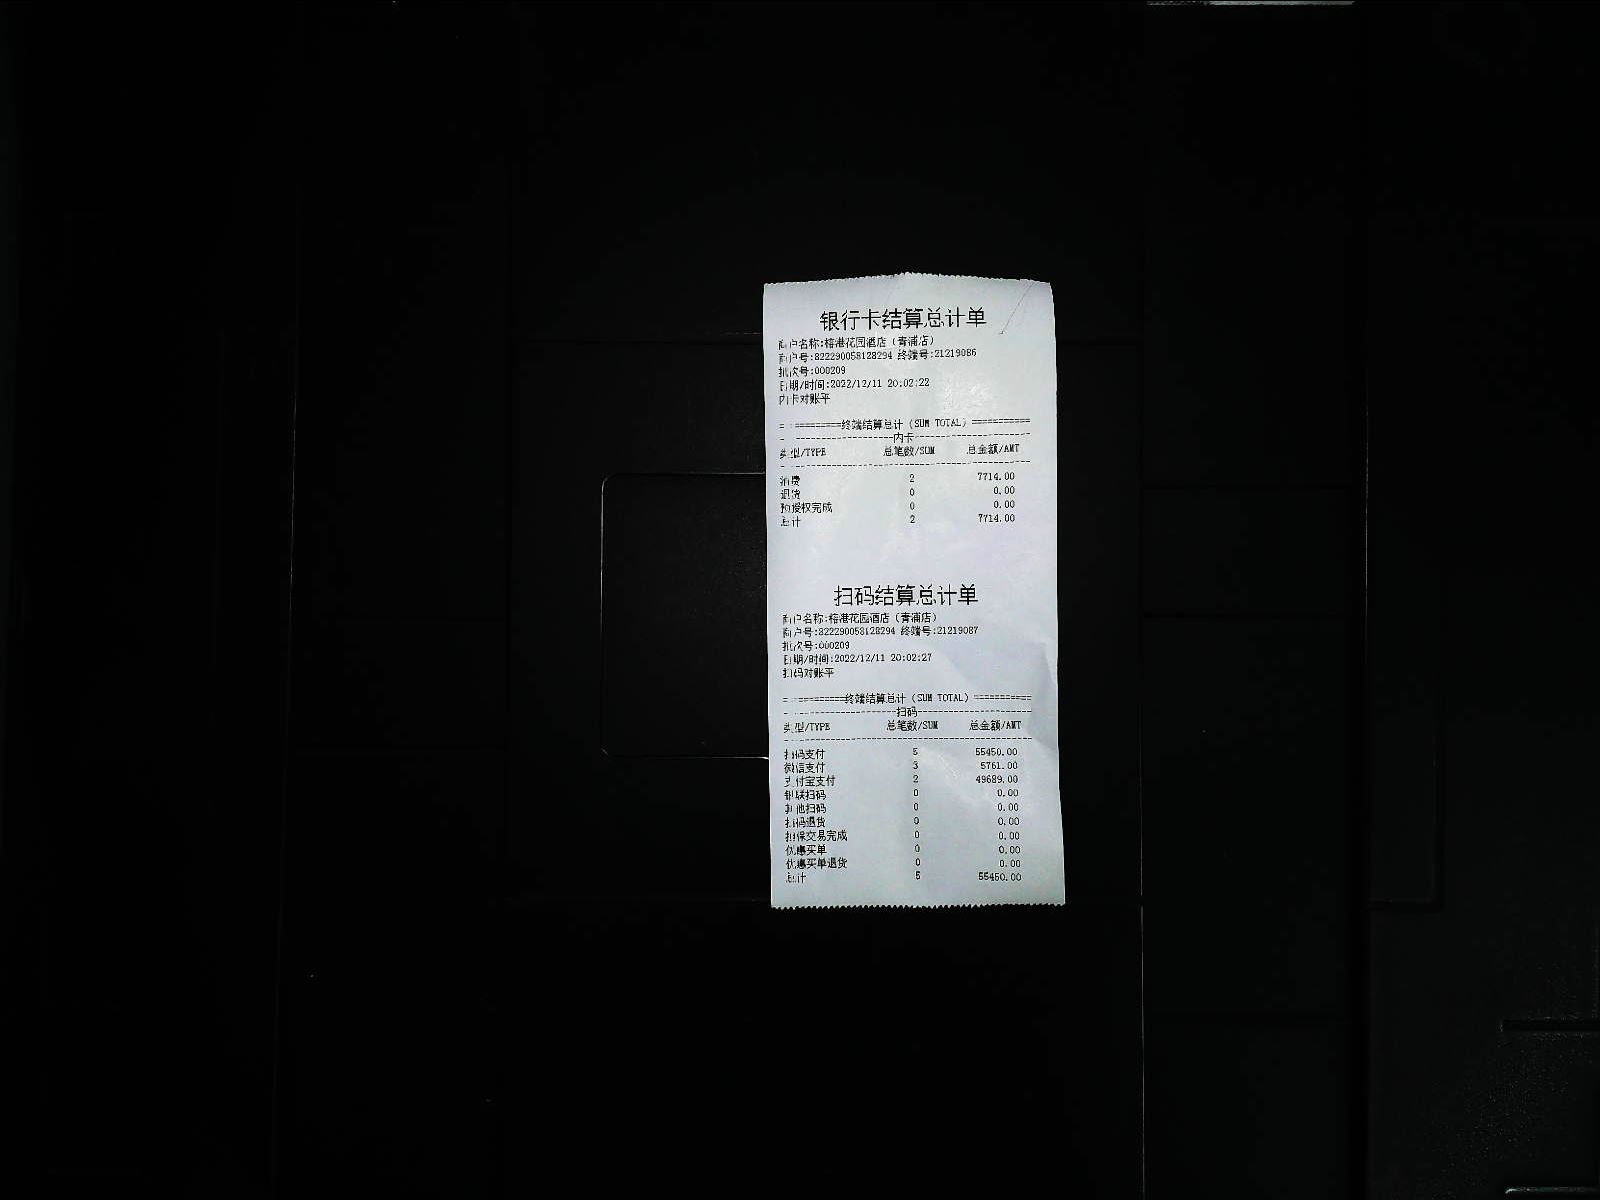 银行卡结算总计单
商户名称:榕港花园酒店（青浦店）
商户号:822290058128294 终端号:21219086
批次号:000209
日期/时间:2022/12/11 20:02:22
内卡对账平
===========终端结算总计（SUM TOTAL）===========
---------------------内卡---------------------
类型/TYPE 总笔数/SUM 总金额/AMT
消费 2 7714.00
退货 0 0.00
预授权完成 0 0.00
总计 2 7714.00
扫码结算总计单
商户名称:榕港花园酒店（青浦店）
商户号:822290058128294 终端号:21219087
批次号:000209
日期/时间:2022/12/11 20:02:27
扫码对账平
===========终端结算总计（SUM TOTAL）===========
---------------------扫码---------------------
类型/TYPE 总笔数/SUM 总金额/AMT
扫码支付 5 55450.00
微信支付 3 5761.00
支付宝支付 2 49689.00
银联扫码 0 0.00
其他扫码 0 0.00
扫码退货 0 0.00
担保交易完成 0 0.00
优惠买单 0 0.00
优惠买单退货 0 0.00
总计 5 55450.00